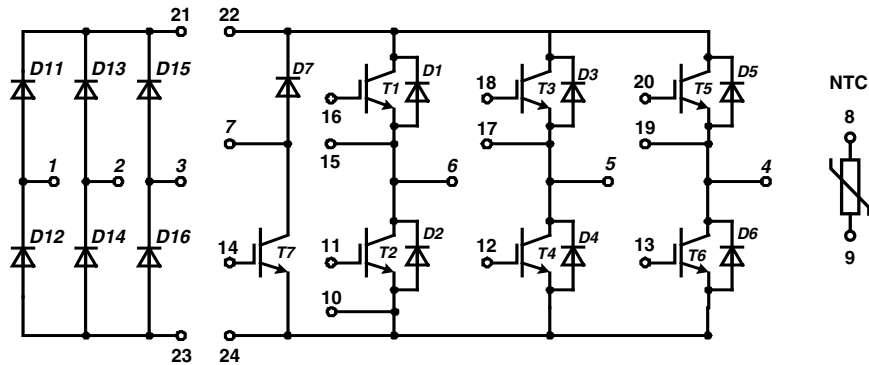 21 22
D11 D13 D15 D7 D1 D3 D5
T1 T3 T5
16 18 20
NTC
8
7 15 17 19
1 2 3 6 5 4
D12 D14 D16 D2 D4 D6
14 11 12 13
T7 T2 T4 T6
9
10
23 24